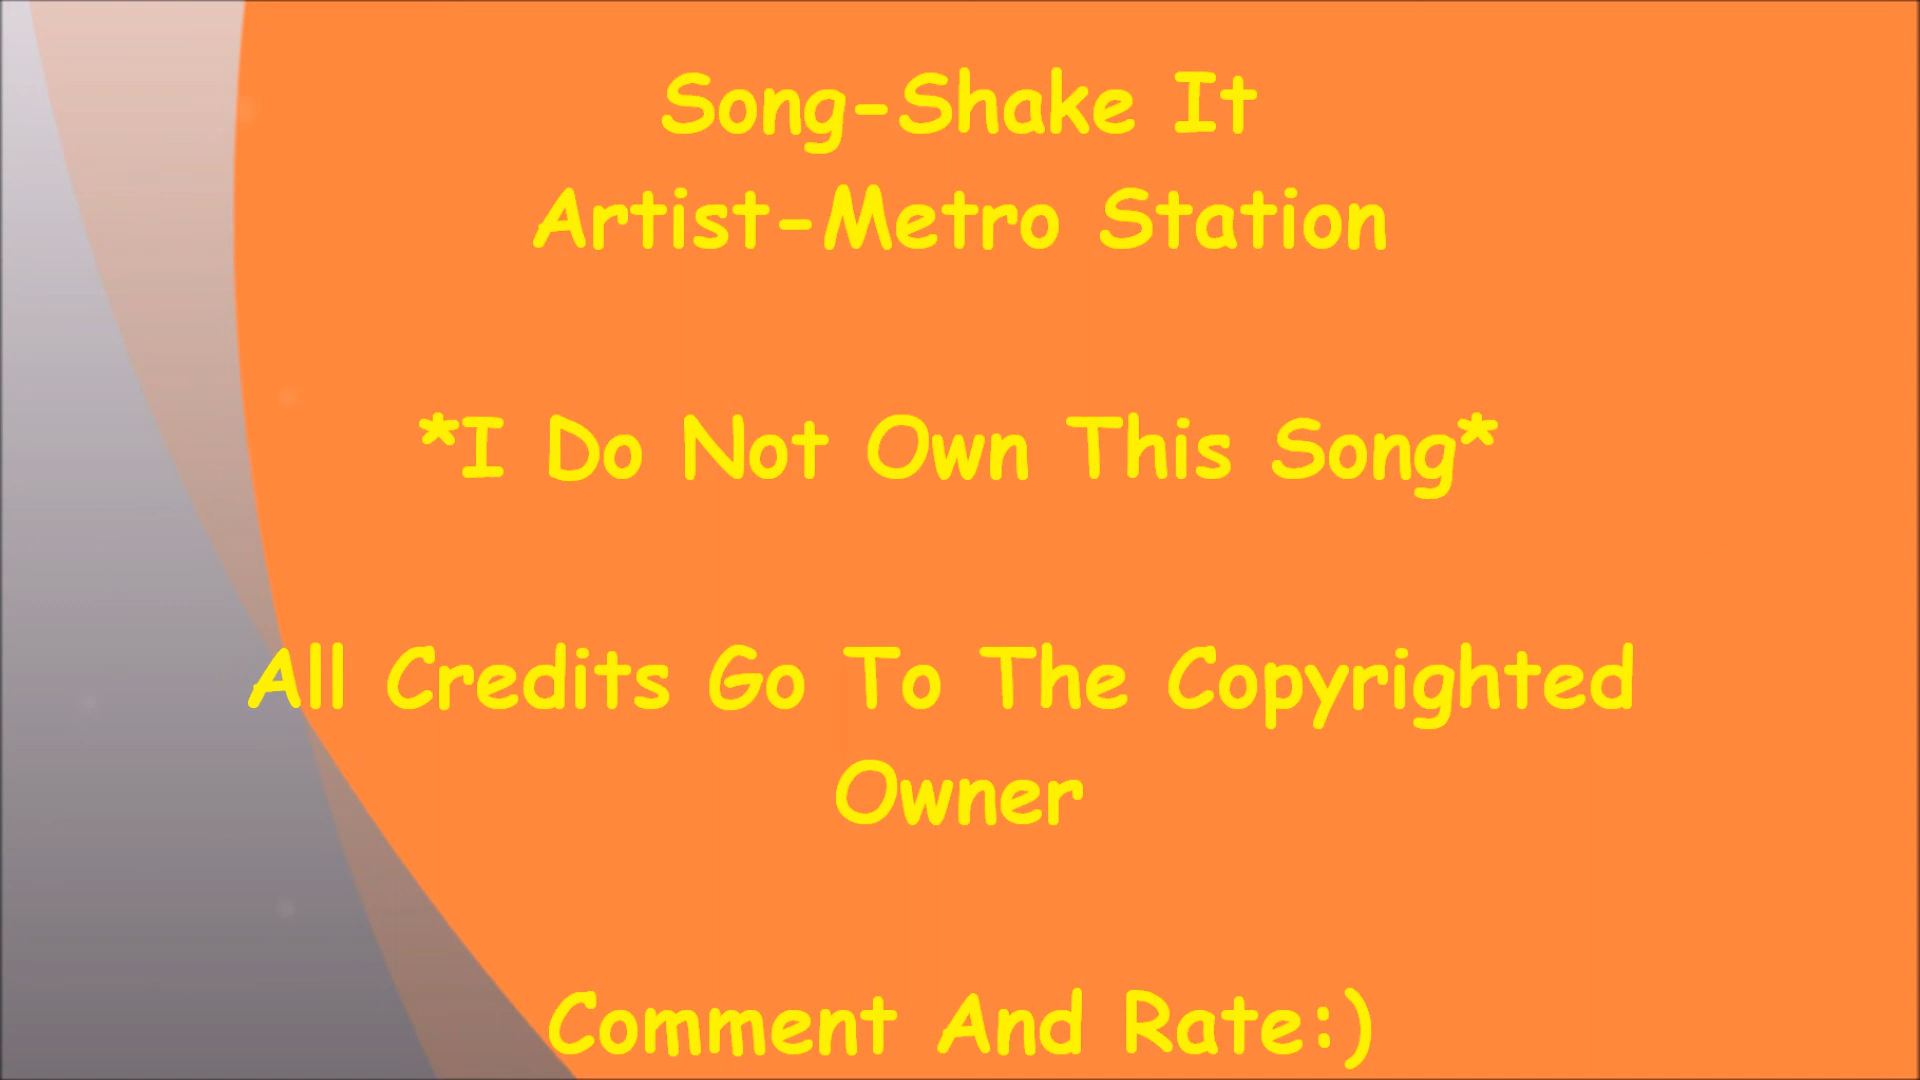 Song-Shake It
Artist-Metro Station
*I Do Not Own This Song*
All Credits Go To The Copyrighted
Owner
Comment And Rate:)